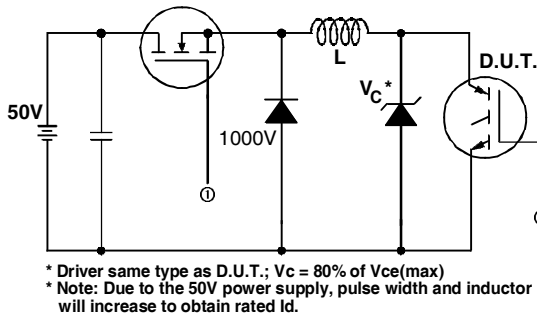 L
D.U.T.
V_C *
50V
1000V
①
* Driver same type as D.U.T.; Vc = 80% of Vce(max)
* Note: Due to the 50V power supply, pulse width and inductor
will increase to obtain rated Id.